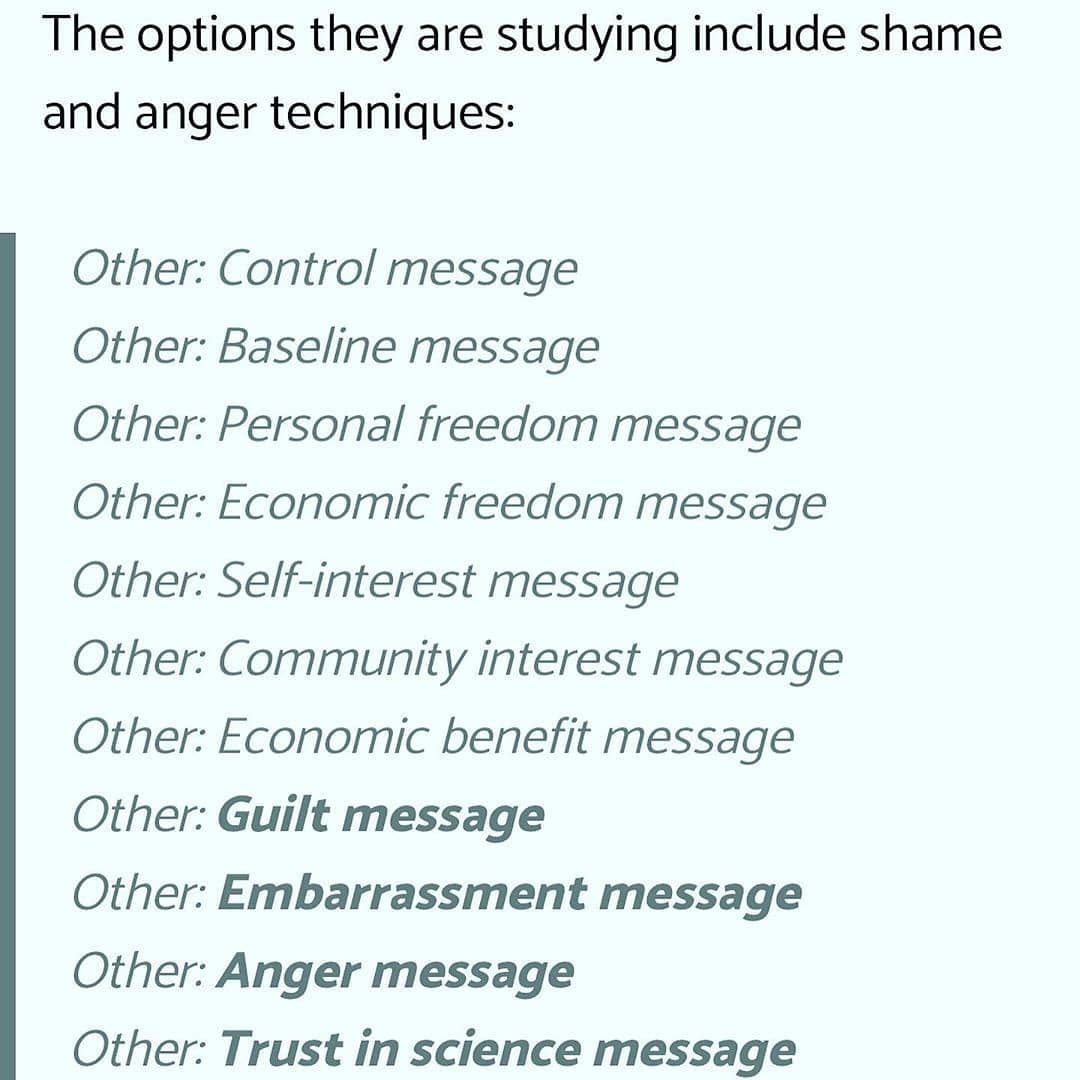 The options they are studying include shame
and anger techniques:
Other: Control message
Other: Baseline message
Other: Personal freedom message
Other: Economic freedom message
Other: Self-interest message
Other: Community interest message
Other: Economic benefit message
Other: Guilt message
Other: Embarrassment message
Other: Anger message
Other: Trust in science message